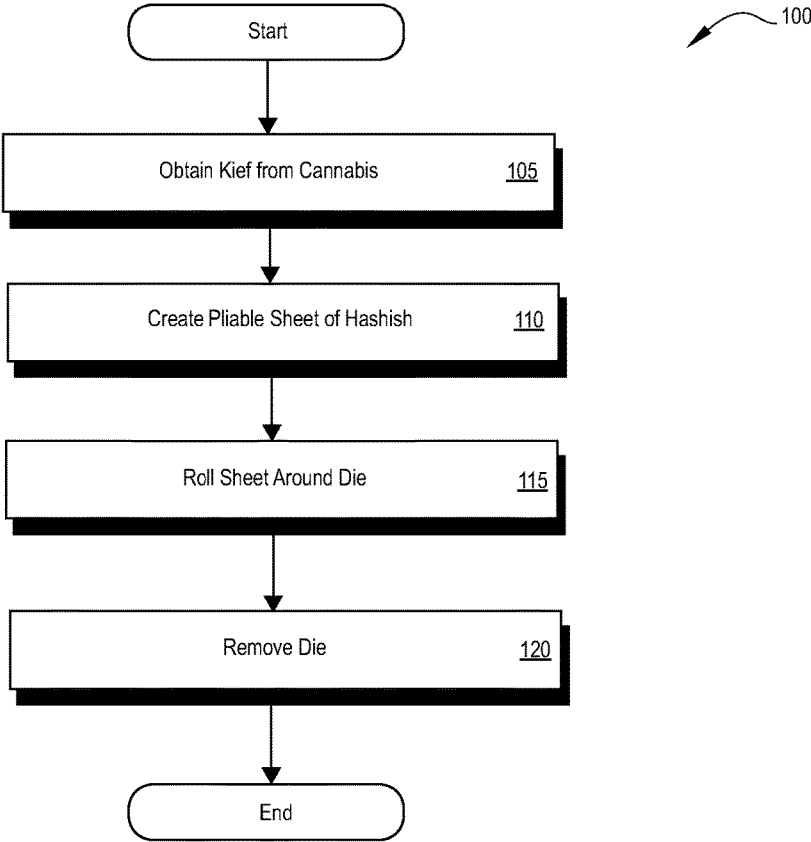 Start
100
Obtain Kief from Cannabis 105
Create Pliable Sheet of Hashish 110
Roll Sheet Around Die 115
Remove Die 120
End